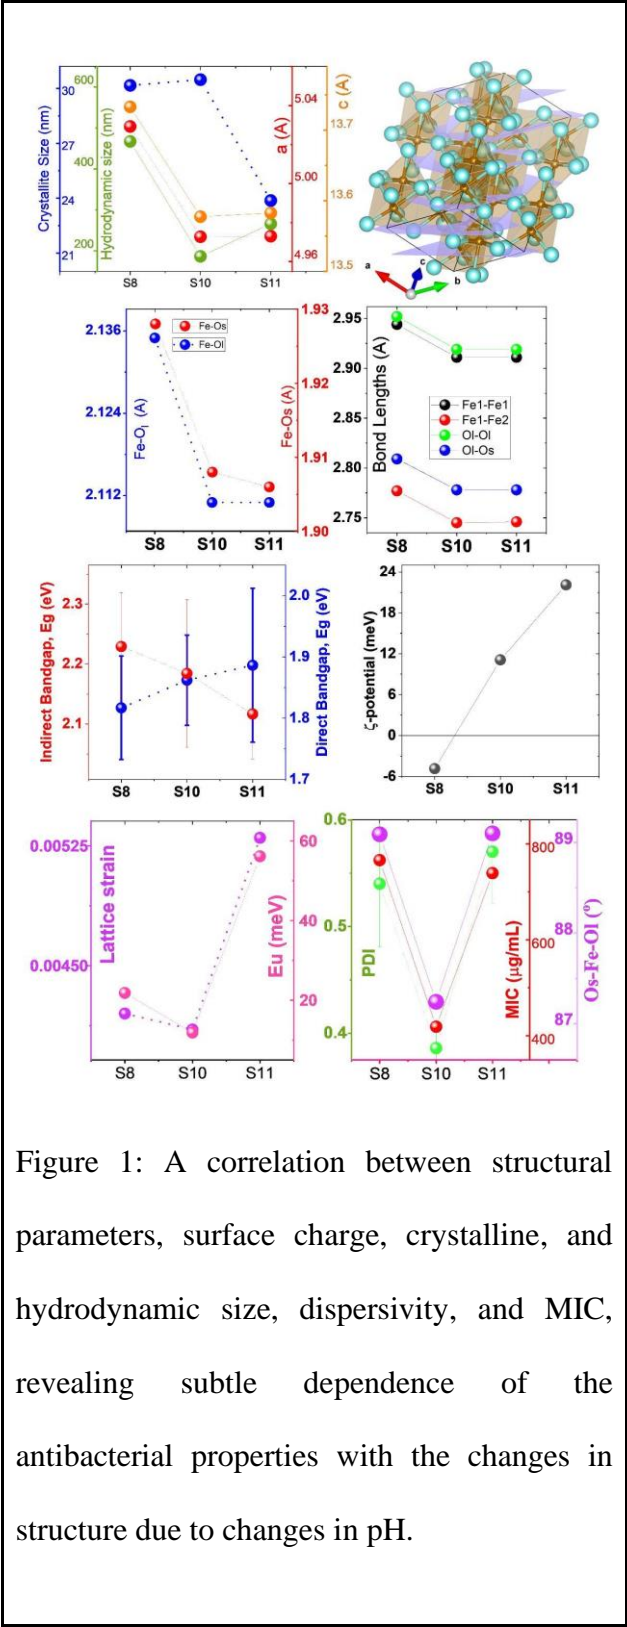 Crystallite Size (nm)
30
27
24
21
Hydrodynamic size (nm)
600
400
200
a (A)
5.04
5.00
4.96
c (A)
13.7
13.6
13.5
S8 S10 S11
a
c
b
Fe-Ol (A)
2.136
2.124
2.112
Fe-Os
Fe-Ol
Fe-Os (A)
1.93
1.92
1.91
1.90
S8 S10 S11
Bond Lengths (A)
2.95
2.90
2.85
2.80
2.75
Fe1-Fe1
Fe1-Fe2
Ol-Ol
Ol-Os
S8 S10 S11
Indirect Bandgap, Eg (eV)
2.3
2.2
2.1
Direct Bandgap, Eg (eV)
2.0
1.9
1.8
1.7
S8 S10 S11
ζ-potential (meV)
24
12
6
0
-6
S8 S10 S11
0.00525
0.00450
Lattice strain
Eu (meV)
60
40
20
S8 S10 S11
0.6
0.5
0.4
PDI
MIC (µg/mL)
800
600
400
Os-Fe-Ol (º)
89
88
87
S8 S10 S11
Figure 1: A correlation between structural
parameters, surface charge, crystalline, and
hydrodynamic size, dispersivity, and MIC,
revealing subtle dependence of the
antibacterial properties with the changes in
structure due to changes in pH.